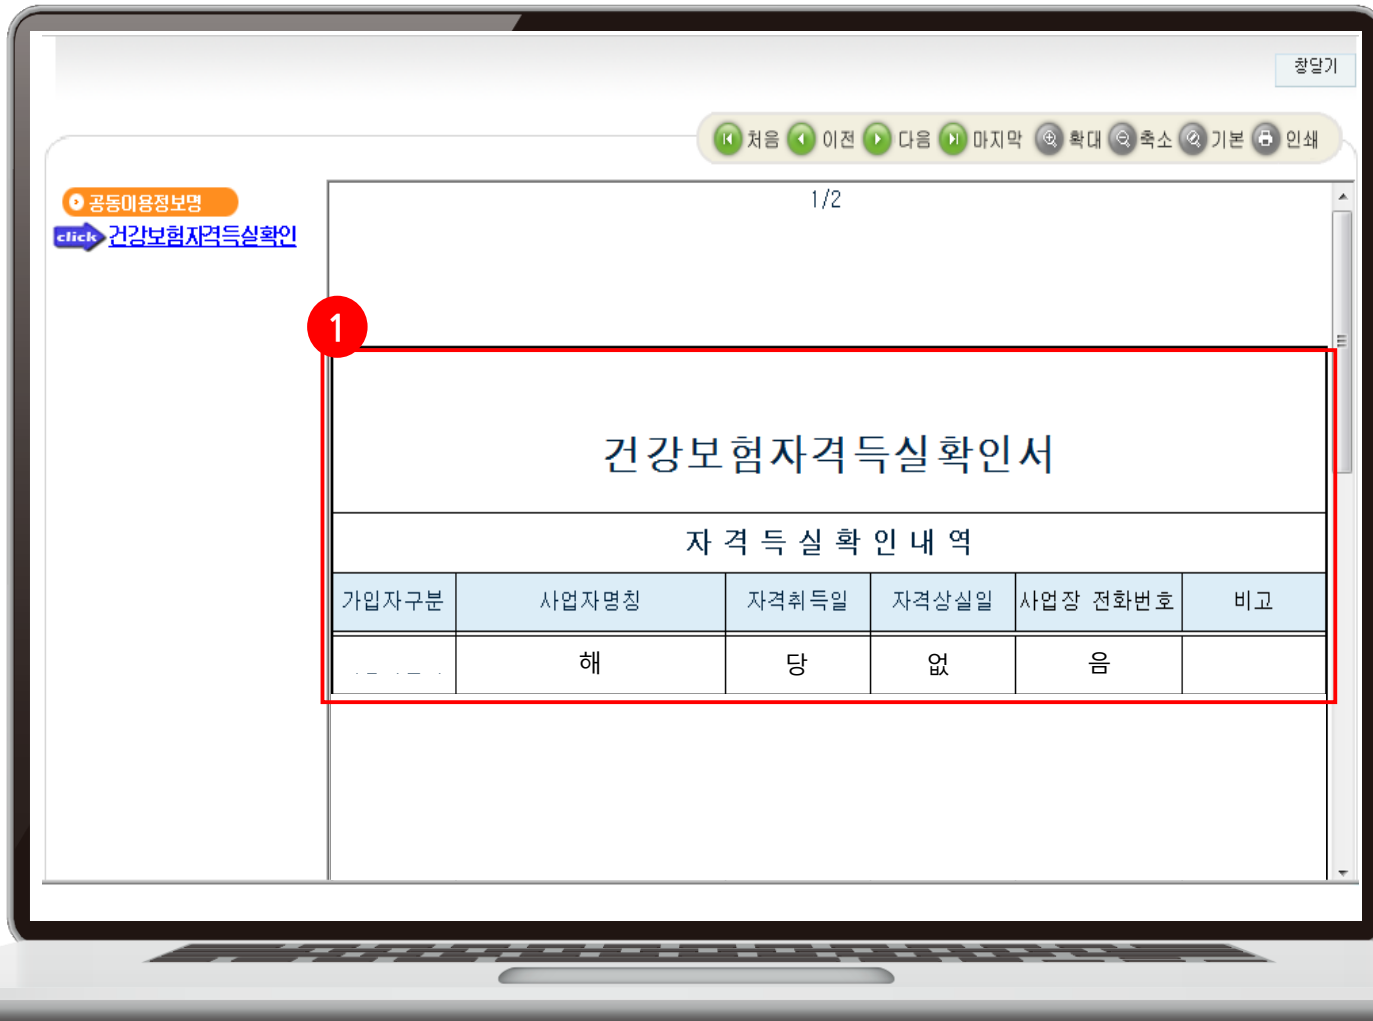 창닫기
처음 이전 다음 마지막 확대 축소 기본 인쇄
공동이용정보명
click 건강보험자격득실확인
1/2
1
건강보험자격득실확인서
자격득실확인내역
가입자구분 사업자명칭 자격취득일 자격상실일 사업장 전화번호 비고
해 당 없 음